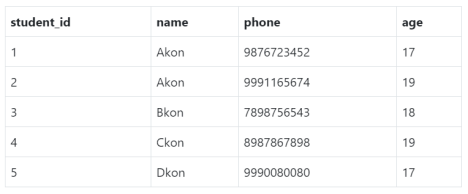 student_id name phone age
1 Akon 9876723452 17
2 Akon 9991165674 19
3 Bkon 7898756543 18
4 Ckon 8987867898 19
5 Dkon 9990080080 17